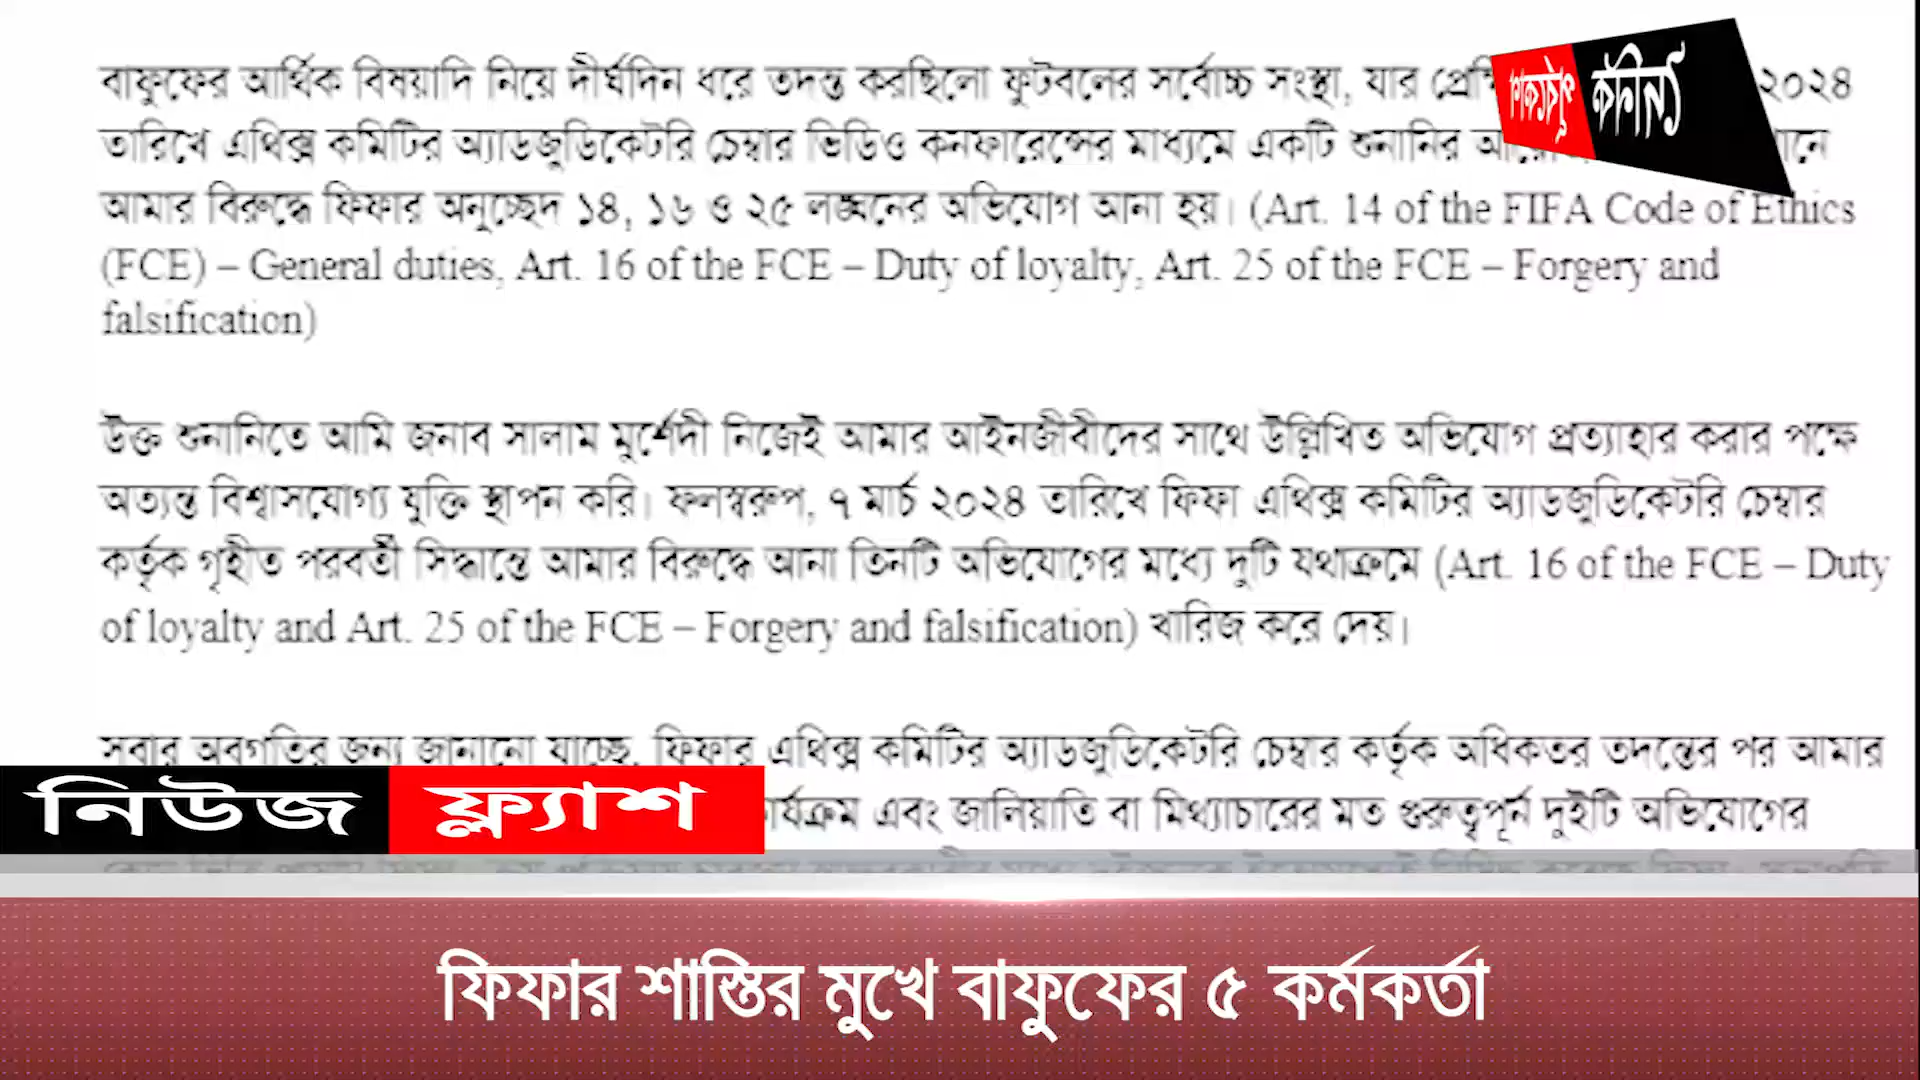 বাফুফের আর্থিক বিষয়াদি নিয়ে দীর্ঘদিন ধরে তদন্ত করছিলো ফুটবলের সর্বোচ্চ সংস্থা, যার ২০২৪
তারিখে এথিক্স কমিটির অ্যাডজুডিকেটরি চেম্বার ভিডিও কনফারেন্সের মাধ্যমে একটি শুনানির
আমার বিরুদ্ধে ফিফার অনুচ্ছেদ ১৪, ১৬ ও ২৫ লঙ্ঘনের অভিযোগ আনা হয়। (Art. 14 of the FIFA Code of Ethics
(FCE) – General duties, Art. 16 of the FCE – Duty of loyalty, Art. 25 of the FCE – Forgery and
falsification)
উক্ত শুনানিতে আমি জনাব সালাম মুর্শেদী নিজেই আমার আইনজীবীদের সাথে উল্লিখিত অভিযোগ প্রত্যাহার করার পক্ষে
অত্যন্ত বিশ্বাসযোগ্য যুক্তি স্থাপন করি। ফলস্বরুপ, ৭ মার্চ ২০২৪ তারিখে ফিফা এথিক্স কমিটির অ্যাডজুডিকেটরি চেম্বার
কর্তৃক গৃহীত পরবর্তী সিদ্ধান্তে আমার বিরুদ্ধে আনা তিনটি অভিযোগের মধ্যে দুটি যথাক্রমে (Art. 16 of the FCE – Duty
of loyalty and Art. 25 of the FCE – Forgery and falsification) খারিজ করে দেয়।
সবার অবগতির জন্য জানানো যাচ্ছে, ফিফার এথিক্স কমিটির অ্যাডজুডিকেটরি চেম্বার কর্তৃক অধিকতর তদন্তের পর আমার
এবং জালিয়াতি বা মিথ্যাচারের মত গুরুত্বপূর্ন দুইটি অভিযোগের
নিউজ ফ্ল্যাশ
ফিফার শাস্তির মুখে বাফুফের ৫ কর্মকর্তা